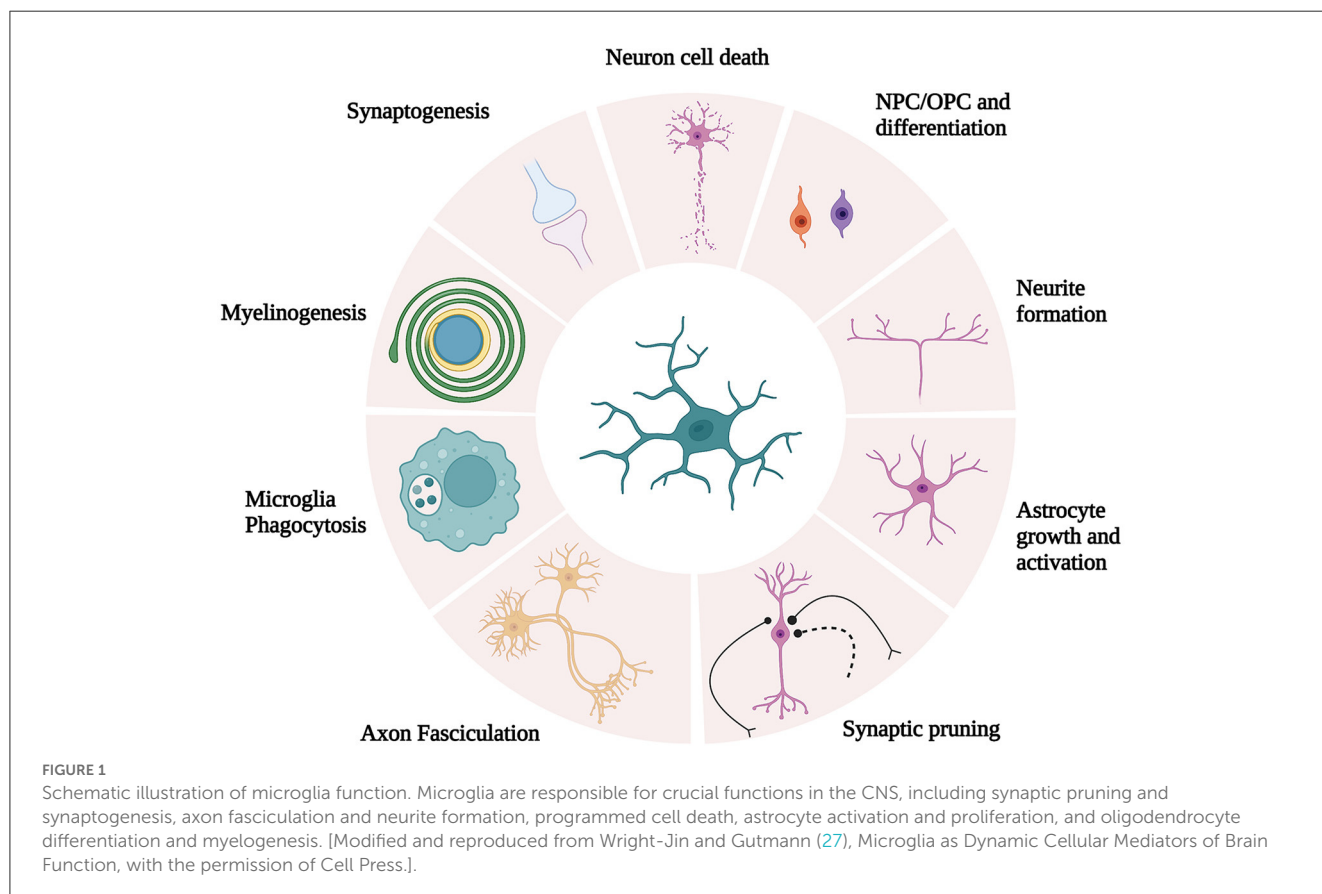 Neuron cell death
Synaptogenesis
NPC/OPC and
differentiation
Myelinogenesis
Neurite
formation
Microglia
Phagocytosis
Astrocyte
growth and
activation
Axon Fasciculation
Synaptic pruning
FIGURE 1
Schematic illustration of microglia function. Microglia are responsible for crucial functions in the CNS, including synaptic pruning and
synaptogenesis, axon fasciculation and neurite formation, programmed cell death, astrocyte activation and proliferation, and oligodendrocyte
differentiation and myelogenesis. [Modified and reproduced from Wright-Jin and Gutmann (27), Microglia as Dynamic Cellular Mediators of Brain
Function, with the permission of Cell Press.].